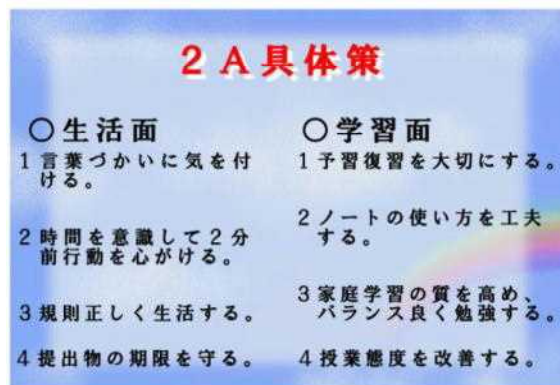 2A具体策
○生活面
1言葉づかいに気を付
ける。
2時間を意識して2分
前行動を心がける。
3規則正しく生活する。
4提出物の期限を守る。
○学習面
1予習復習を大切にする。
2ノートの使い方を工夫
する。
3家庭学習の質を高め、
バランス良く勉強する。
4授業態度を改善する。